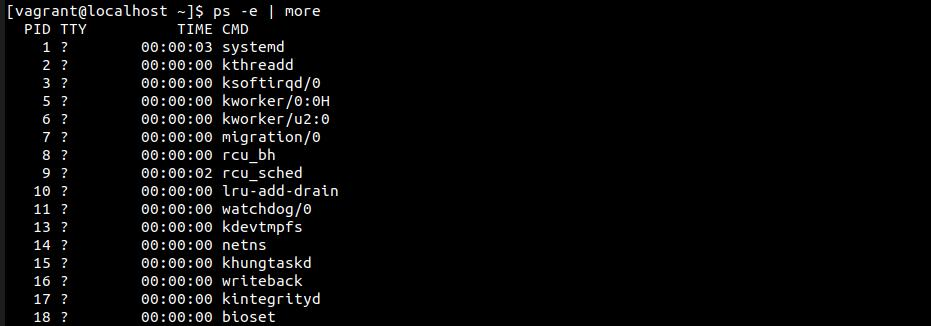 [vagrant@localhost ~]$ ps -e | more
  PID TTY          TIME CMD
    1 ?        00:00:03 systemd
    2 ?        00:00:00 kthreadd
    3 ?        00:00:00 ksoftirqd/0
    5 ?        00:00:00 kworker/0:0H
    6 ?        00:00:00 kworker/u2:0
    7 ?        00:00:00 migration/0
    8 ?        00:00:00 rcu_bh
    9 ?        00:00:02 rcu_sched
   10 ?        00:00:00 lru-add-drain
   11 ?        00:00:00 watchdog/0
   13 ?        00:00:00 kdevtmpfs
   14 ?        00:00:00 netns
   15 ?        00:00:00 khungtaskd
   16 ?        00:00:00 writeback
   17 ?        00:00:00 kintegrityd
   18 ?        00:00:00 bioset